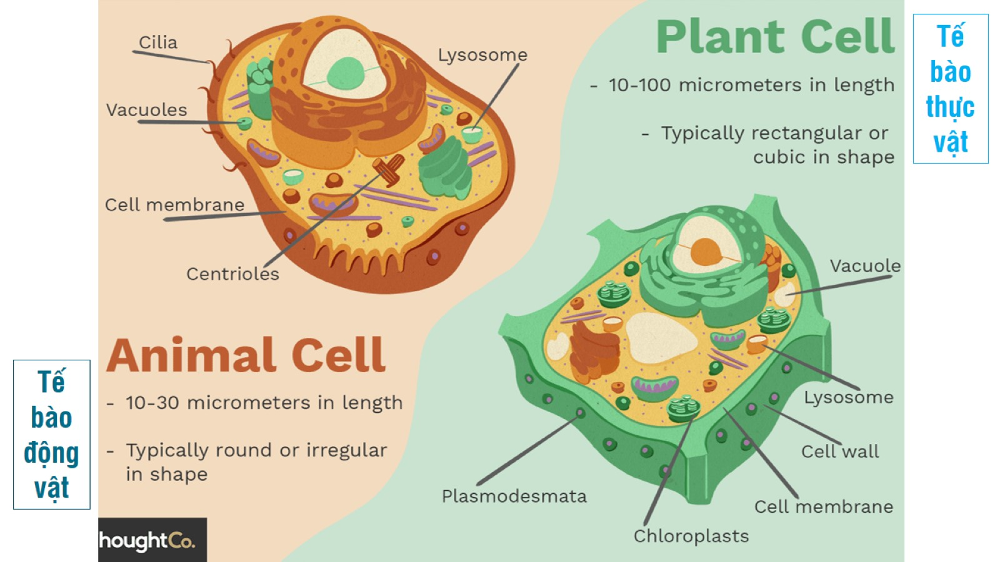 Cilia
Lysosome
Vacuoles
Cell membrane
Centrioles
Animal Cell
- 10-30 micrometers in length
- Typically round or irregular
in shape
Tế
bào
động
vật
houghtCo.
Plant Cell
- 10-100 micrometers in length
- Typically rectangular or
cubic in shape
Tế
bào
thực
vật
Vacuole
Lysosome
Cell wall
Plasmodesmata
Cell membrane
Chloroplasts